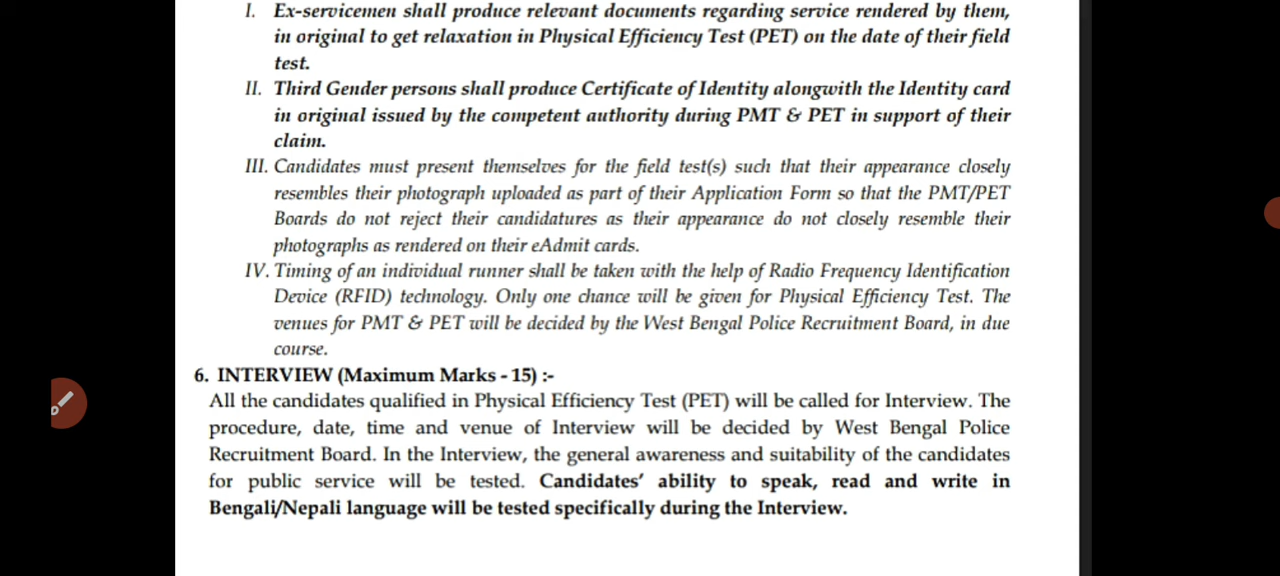 I. Ex-servicemen shall produce relevant documents regarding service rendered by them,
in original to get relaxation in Physical Efficiency Test (PET) on the date of their field
test.
II. Third Gender persons shall produce Certificate of Identity alongwith the Identity card
in original issued by the competent authority during PMT & PET in support of their
claim.
III. Candidates must present themselves for the field test(s) such that their appearance closely
resembles their photograph uploaded as part of their Application Form so that the PMT/PET
Boards do not reject their candidatures as their appearance do not closely resemble their
photographs as rendered on their eAdmit cards.
IV. Timing of an individual runner shall be taken with the help of Radio Frequency Identification
Device (RFID) technology. Only one chance will be given for Physical Efficiency Test. The
venues for PMT & PET will be decided by the West Bengal Police Recruitment Board, in due
course.
6. INTERVIEW (Maximum Marks - 15) :-
All the candidates qualified in Physical Efficiency Test (PET) will be called for Interview. The
procedure, date, time and venue of Interview will be decided by West Bengal Police
Recruitment Board. In the Interview, the general awareness and suitability of the candidates
for public service will be tested. Candidates' ability to speak, read and write in
Bengali/Nepali language will be tested specifically during the Interview.